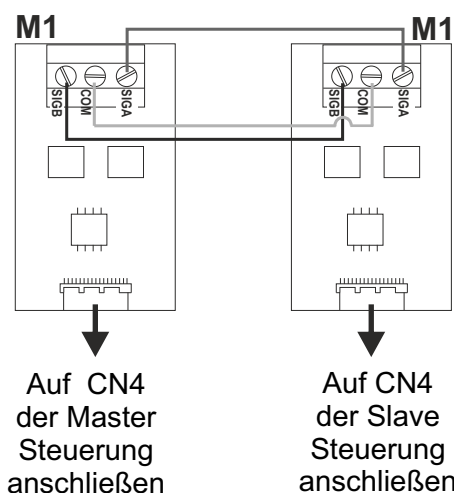 M1
M1
SIGB
COM
SIGA
SIGB
COM
SIGA
Auf CN4
der Master
Steuerung
anschließen
Auf CN4
der Slave
Steuerung
anschließen